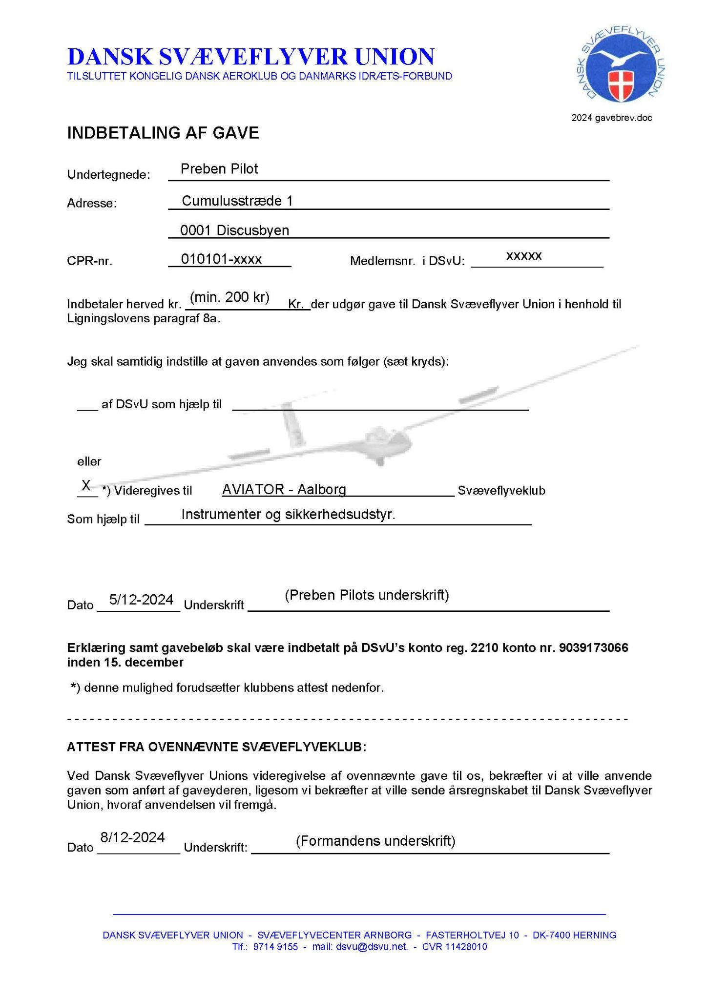 DANSK SVÆVEFLYVER UNION
TILSLUTTET KONGELIG DANSK AEROKLUB OG DANMARKS IDRÆTS-FORBUND
DANSK SVÆVEFLYVER UNION
2024 gavebrev.doc
INDBETALING AF GAVE
Undertegnede: Preben Pilot
Adresse: Cumulusstræde 1
0001 Discusbyen
CPR-nr. 010101-xxxx Medlemsnr. i DSvU: xxxxx
Indbetaler herved kr. (min. 200 kr) Kr. der udgør gave til Dansk Svæveflyver Union i henhold til
Ligningslovens paragraf 8a.
Jeg skal samtidig indstille at gaven anvendes som følger (sæt kryds):
___ af DSvU som hjælp til
eller
X *) Videregives til AVIATOR - Aalborg Svæveflyveklub
Som hjælp til Instrumenter og sikkerhedsudstyr.
Dato 5/12-2024 Underskrift (Preben Pilots underskrift)
Erklæring samt gavebeløb skal være indbetalt på DSvU’s konto reg. 2210 konto nr. 9039173066
inden 15. december
*) denne mulighed forudsætter klubbens attest nedenfor.
ATTEST FRA OVENNÆVNTE SVÆVEFLYVEKLUB:
Ved Dansk Svæveflyver Unions videregivelse af ovennævnte gave til os, bekræfter vi at ville anvende
gaven som anført af gaveyderen, ligesom vi bekræfter at ville sende årsregnskabet til Dansk Svæveflyver
Union, hvoraf anvendelsen vil fremgå.
Dato 8/12-2024 Underskrift: (Formandens underskrift)
DANSK SVÆVEFLYVER UNION - SVÆVEFLYVECENTER ARNBORG - FASTERHOLTVEJ 10 - DK-7400 HERNING
Tlf.: 9714 9155 - mail: dsvu@dsvu.net. - CVR 11428010